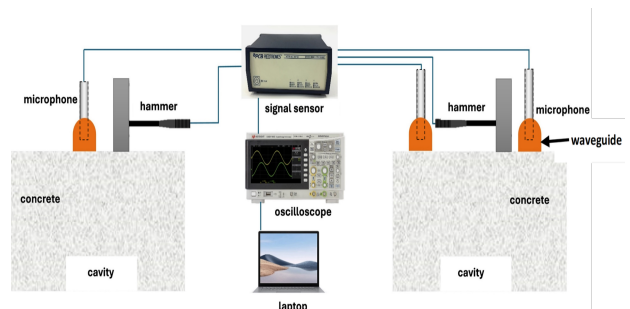 microphone
hammer
signal sensor
hammer
microphone
waveguide
concrete
oscilloscope
concrete
cavity
cavity
laptop